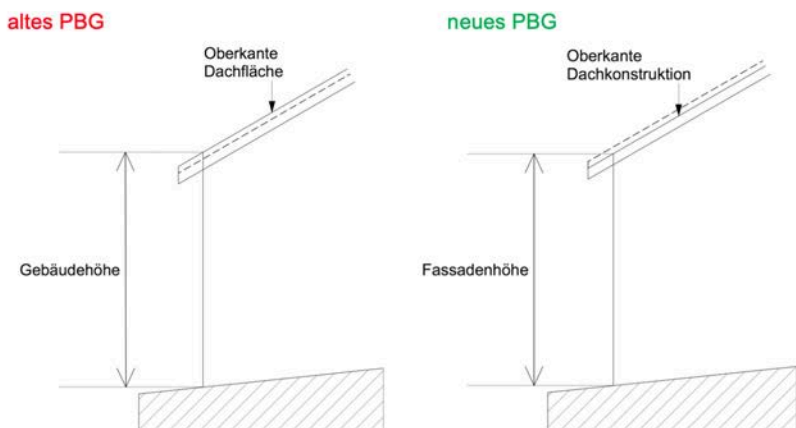 altes PBG
Oberkante
Dachfläche
Gebäudehöhe
neues PBG
Oberkante
Dachkonstruktion
Fassadenhöhe